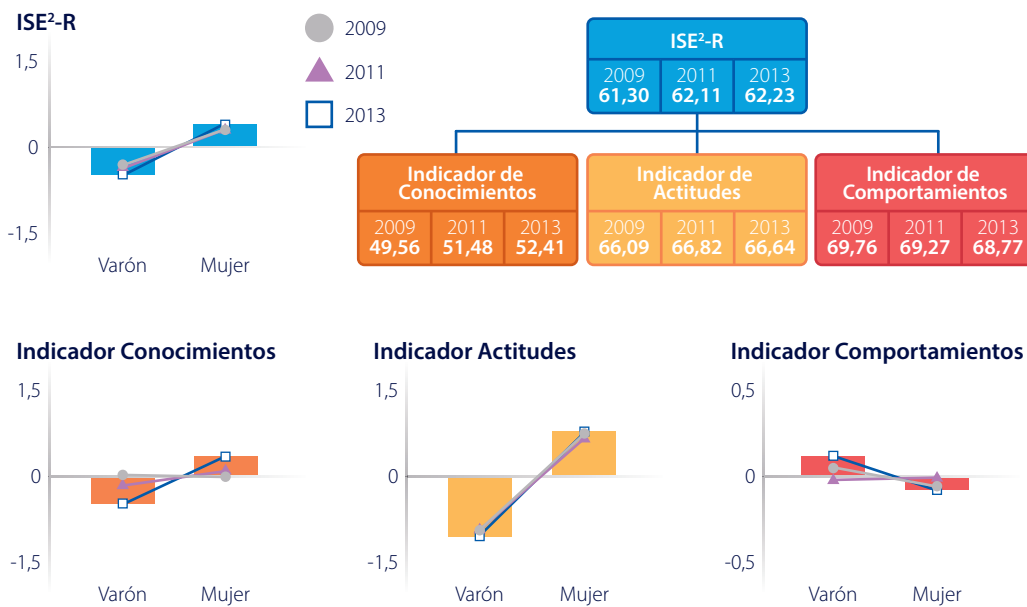 ISE²-R
1,5
0
-1,5
Varón Mujer
2009
2011
2013
ISE²-R
2009 2011 2013
61,30 62,11 62,23
Indicador de
Conocimientos
2009 2011 2013
49,56 51,48 52,41
Indicador de
Actitudes
2009 2011 2013
66,09 66,82 66,64
Indicador de
Comportamientos
2009 2011 2013
69,76 69,27 68,77
Indicador Conocimientos
1,5
0
-1,5
Varón Mujer
Indicador Actitudes
1,5
0
-1,5
Varón Mujer
Indicador Comportamientos
0,5
0
-0,5
Varón Mujer